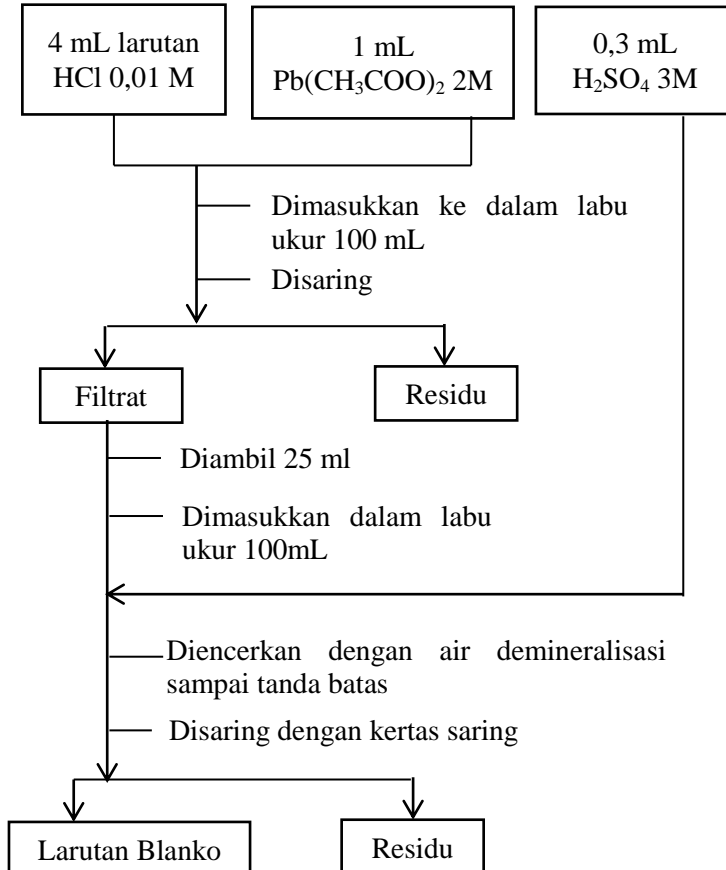 4 mL larutan
HCl 0,01 M
1 mL
Pb(CH₃COO)₂ 2M
0,3 mL
H₂SO₄ 3M
Dimasukkan ke dalam labu
ukur 100 mL
Disaring
Filtrat
Residu
Diambil 25 ml
Dimasukkan dalam labu
ukur 100mL
Diencerkan dengan air demineralisasi
sampai tanda batas
Disaring dengan kertas saring
Larutan Blanko
Residu